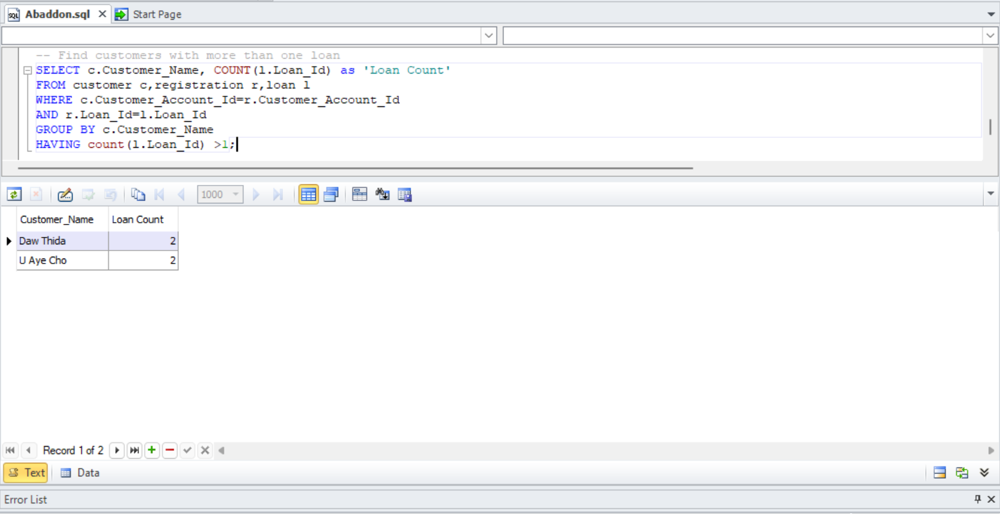 Abaddon.sql
Start Page
-- Find customers with more than one loan
SELECT c.Customer_Name, COUNT(l.Loan_Id) as 'Loan Count'
FROM customer c,registration r,loan l
WHERE c.Customer_Account_Id=r.Customer_Account_Id
AND r.Loan_Id=l.Loan_Id
GROUP BY c.Customer_Name
HAVING count(l.Loan_Id) >1;
1000
Customer_Name Loan Count
Daw Thida 2
U Aye Cho 2
Record 1 of 2
Text Data
Error List